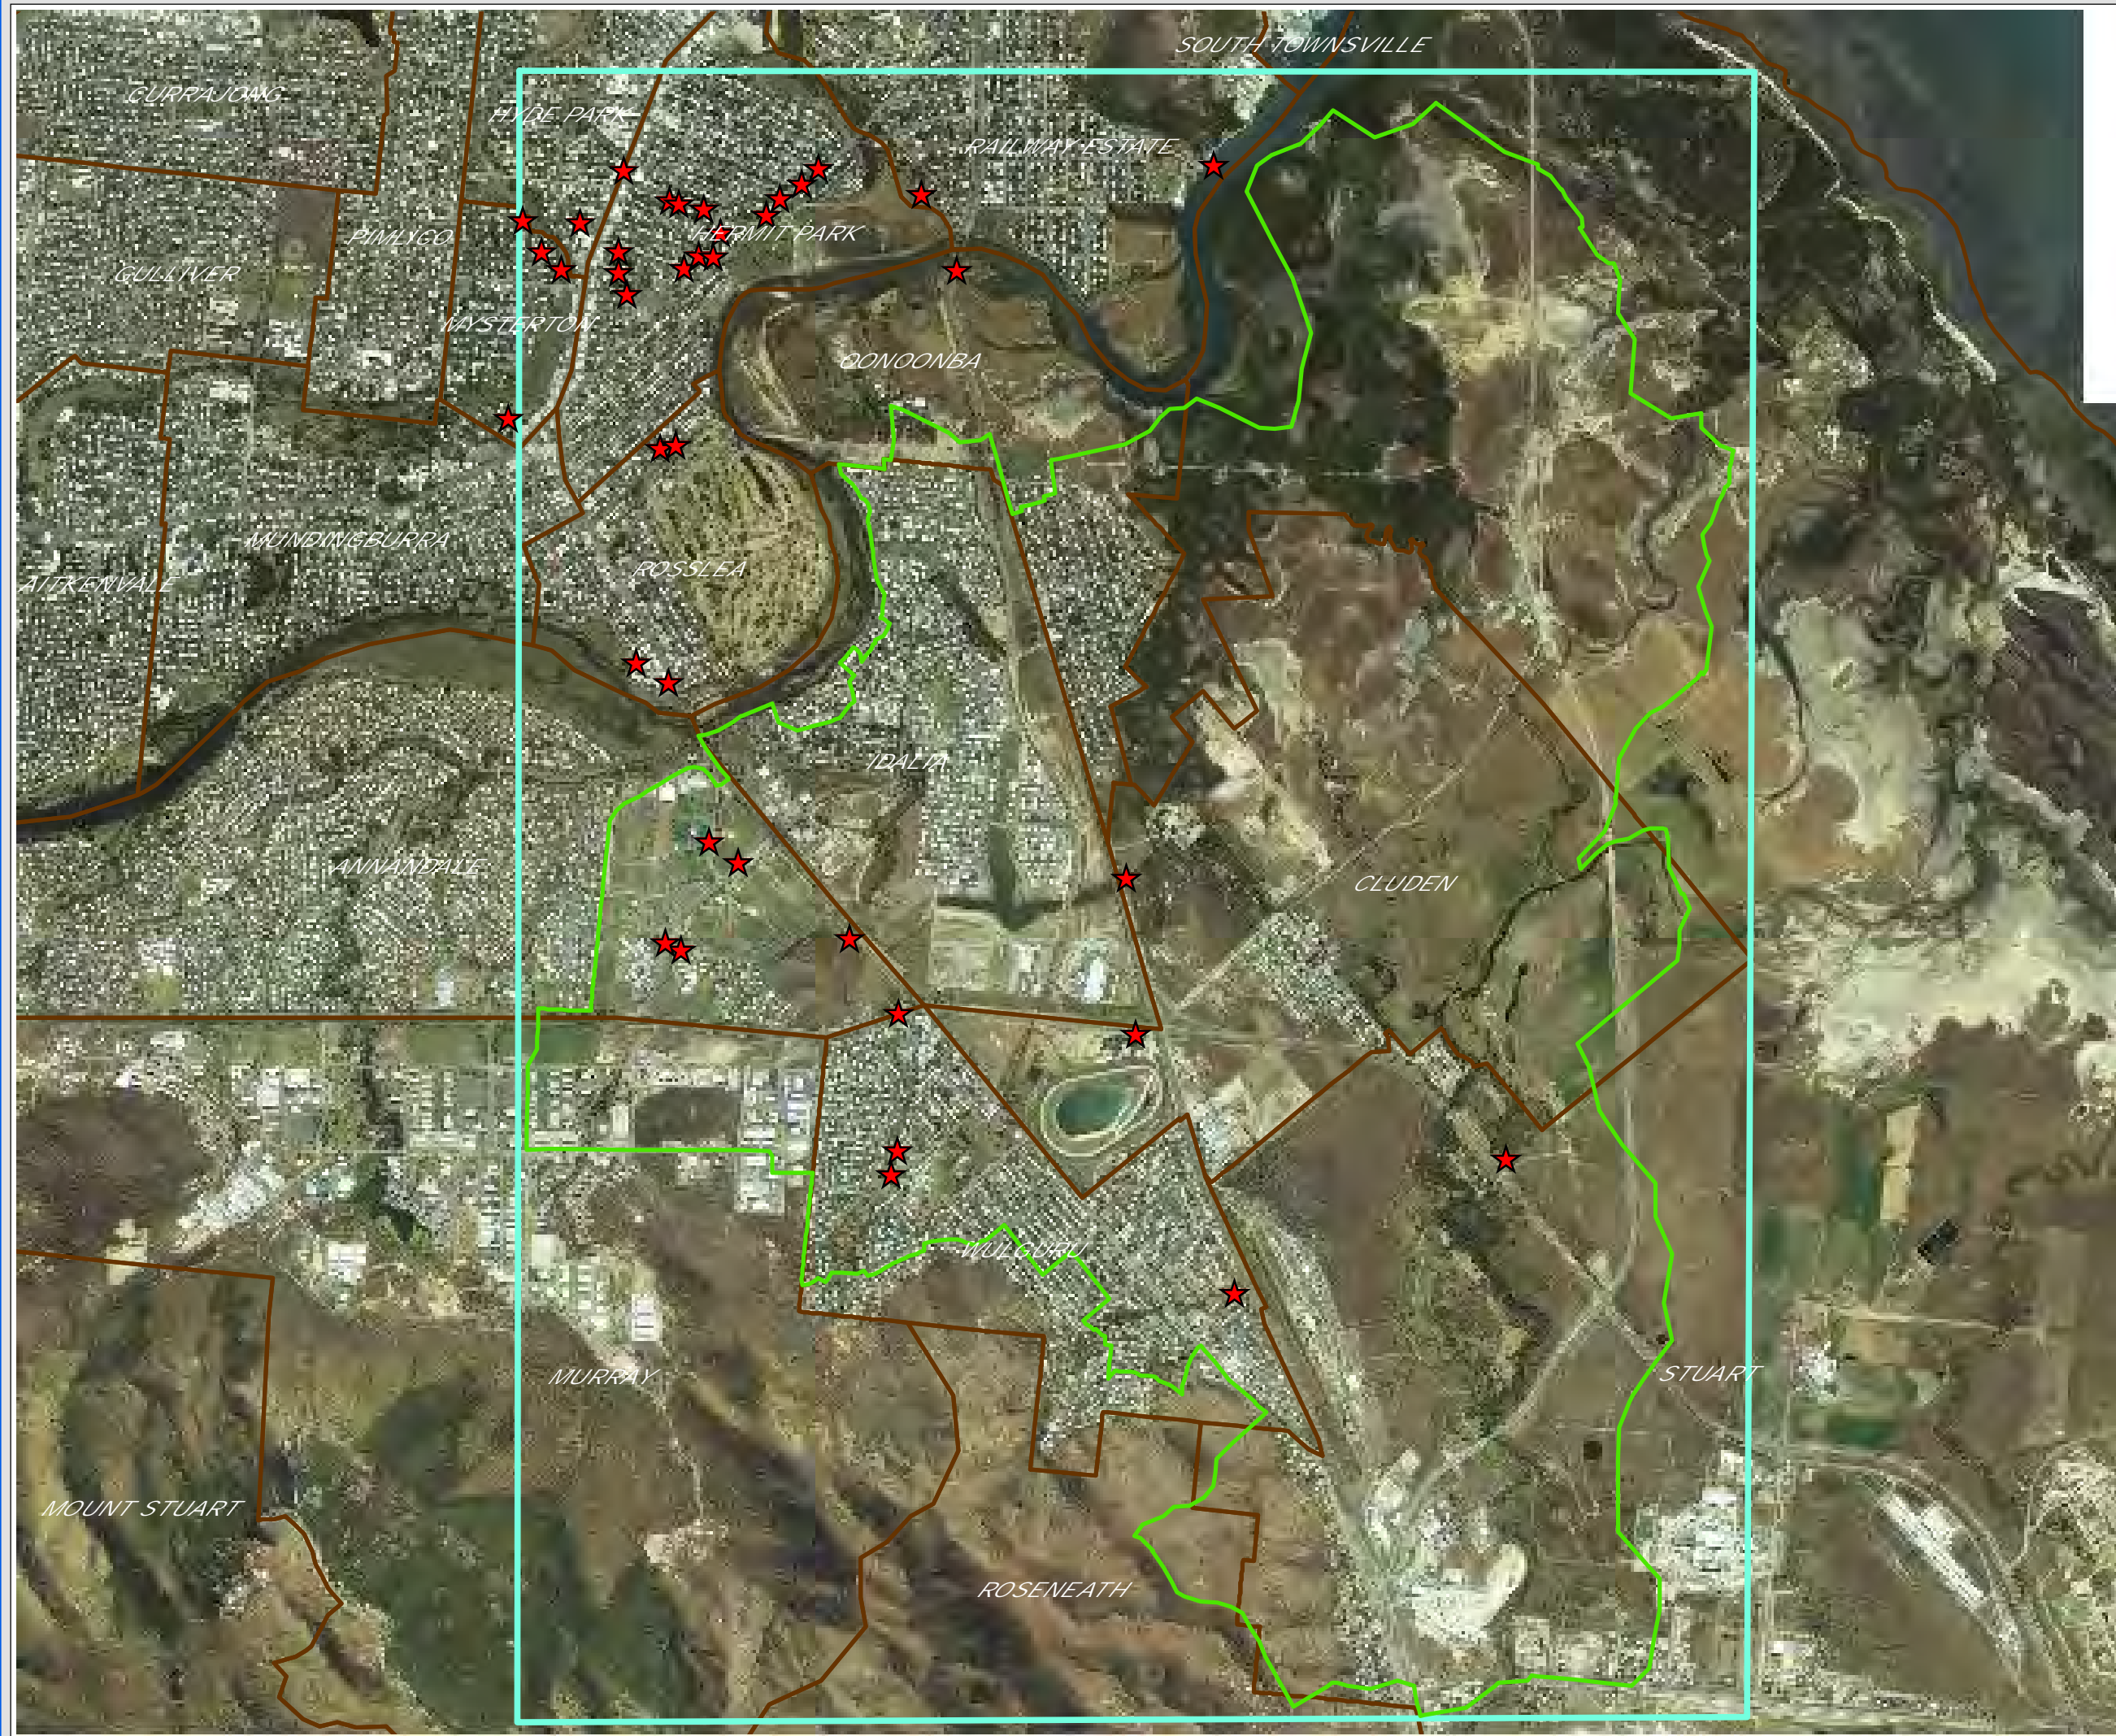 SOUTH TOWNSVILLE
CURRAJONG
HYDE PARK
RAILWAY ESTATE
HERMIT PARK
PIMLICO
GULLIVER
MYSTERTON
OONOONBA
MUNDINGBURRA
ROSSLEA
AITKENVALE
IDALIA
ANNANDALE
CLUDEN
WULGURU
MURRAY
STUART
MOUNT STUART
ROSENEATH